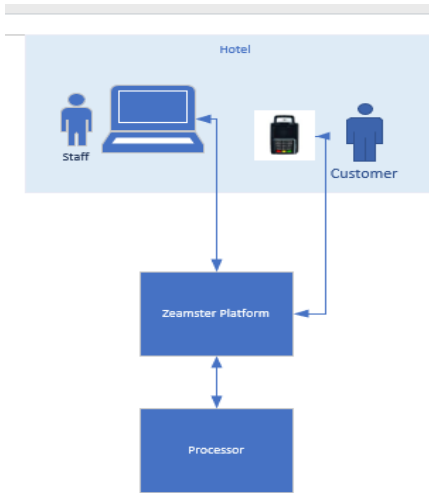 Hotel
Staff
Customer
Zeamster Platform
Processor